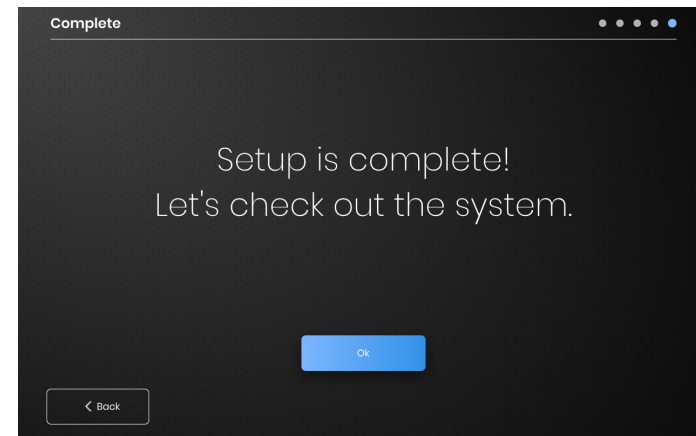 Complete
Setup is complete!
Let's check out the system.
Ok
Back